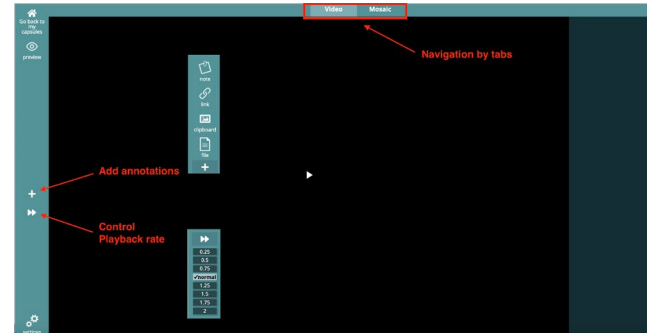 Video Mosaic
Go back to
my
capsules
preview
Navigation by tabs
note
link
clipboard
file
+
Add annotations
+
Control
Playback rate
0.25
0.5
0.75
✓normal
1.25
1.5
1.75
2
settings